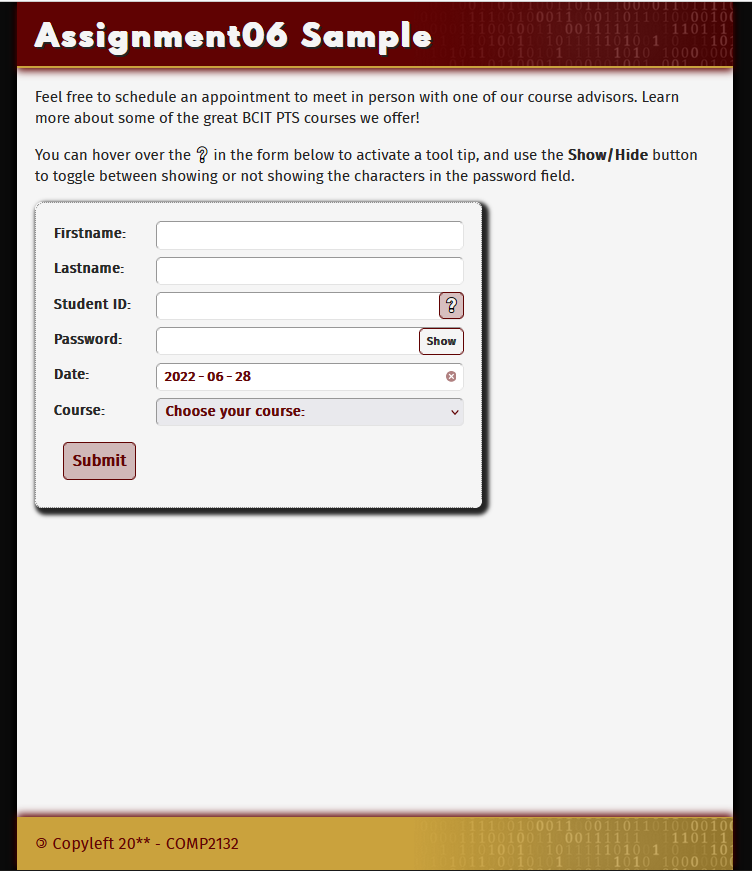 Assignment06 Sample
Feel free to schedule an appointment to meet in person with one of our course advisors. Learn
more about some of the great BCIT PTS courses we offer!
You can hover over the ? in the form below to activate a tool tip, and use the Show/Hide button
to toggle between showing or not showing the characters in the password field.
Firstname:
Lastname:
Student ID:
?
Password:
Show
Date:
2022 - 06 - 28
Course:
Choose your course:
Submit
🄯 Copyleft 20** - COMP2132